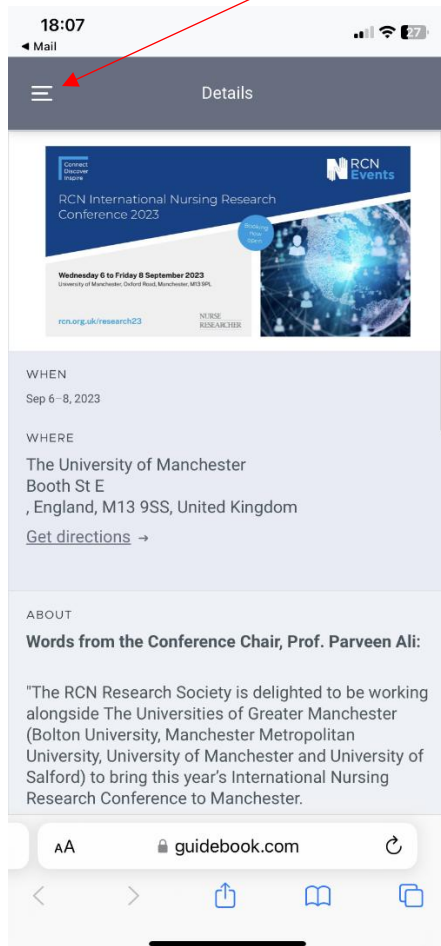 18:07
◀ Mail
27
Details
Connect
Discover
Inspire
RCN
Events
RCN International Nursing Research
Conference 2023
Booking
Now
Open
Wednesday 6 to Friday 8 September 2023
University of Manchester, Oxford Road, Manchester, M13 9PL
rcn.org.uk/research23
NURSE
RESEARCHER
WHEN
Sep 6–8, 2023
WHERE
The University of Manchester
Booth St E
, England, M13 9SS, United Kingdom
Get directions →
ABOUT
Words from the Conference Chair, Prof. Parveen Ali:
"The RCN Research Society is delighted to be working
alongside The Universities of Greater Manchester
(Bolton University, Manchester Metropolitan
University, University of Manchester and University of
Salford) to bring this year's International Nursing
Research Conference to Manchester.
AA
guidebook.com